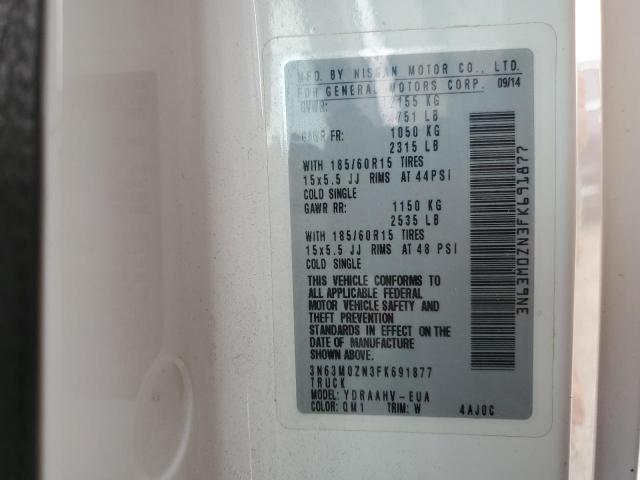 MFD. BY NISSAN MOTOR CO., LTD.
FOR GENERAL MOTORS CORP. 09/14
GVWR: 2155 KG
4751 LB
GAWR FR: 1050 KG
2315 LB
WITH 185/60R15 TIRES
15x5.5 JJ RIMS AT 44PSI
COLD SINGLE
GAWR RR: 1150 KG
2535 LB
WITH 185/60R15 TIRES
15x5.5 JJ RIMS AT 48 PSI
COLD SINGLE
THIS VEHICLE CONFORMS TO
ALL APPLICABLE FEDERAL
MOTOR VEHICLE SAFETY AND
THEFT PREVENTION
STANDARDS IN EFFECT ON THE
DATE OF MANUFACTURE
SHOWN ABOVE.
3N63M0ZN3FK691877
TRUCK
MODEL: YDRAAHV-EUA
COLOR: QM1 TRIM: W 4AJ0C
3N63M0ZN3FK691877